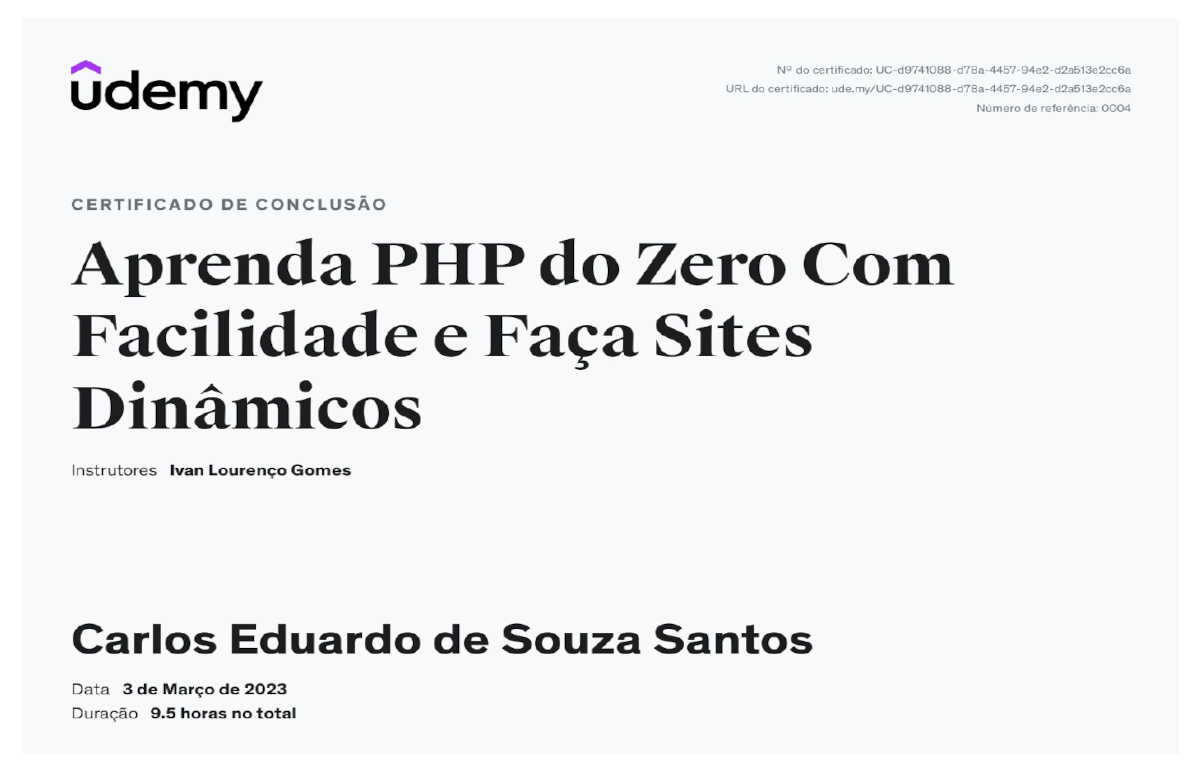 udemy
Nº do certificado: UC-d9741088-d78a-4457-94e2-d2a513e2cc6a
URL do certificado: ude.my/UC-d9741088-d78a-4457-94e2-d2a513e2cc6a
Número de referência: 0004
CERTIFICADO DE CONCLUSÃO
Aprenda PHP do Zero Com
Facilidade e Faça Sites
Dinâmicos
Instrutores Ivan Lourenço Gomes
Carlos Eduardo de Souza Santos
Data 3 de Março de 2023
Duração 9.5 horas no total